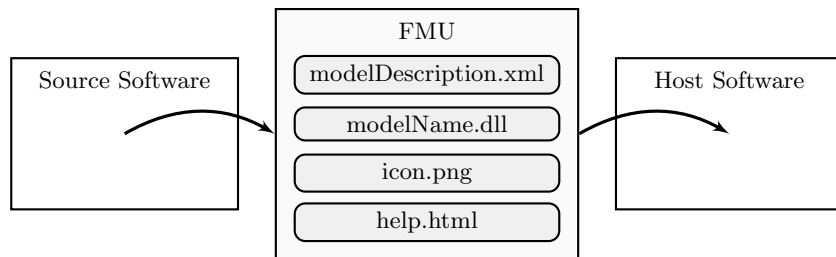 FMU
Source Software
modelDescription.xml
modelName.dll
icon.png
help.html
Host Software